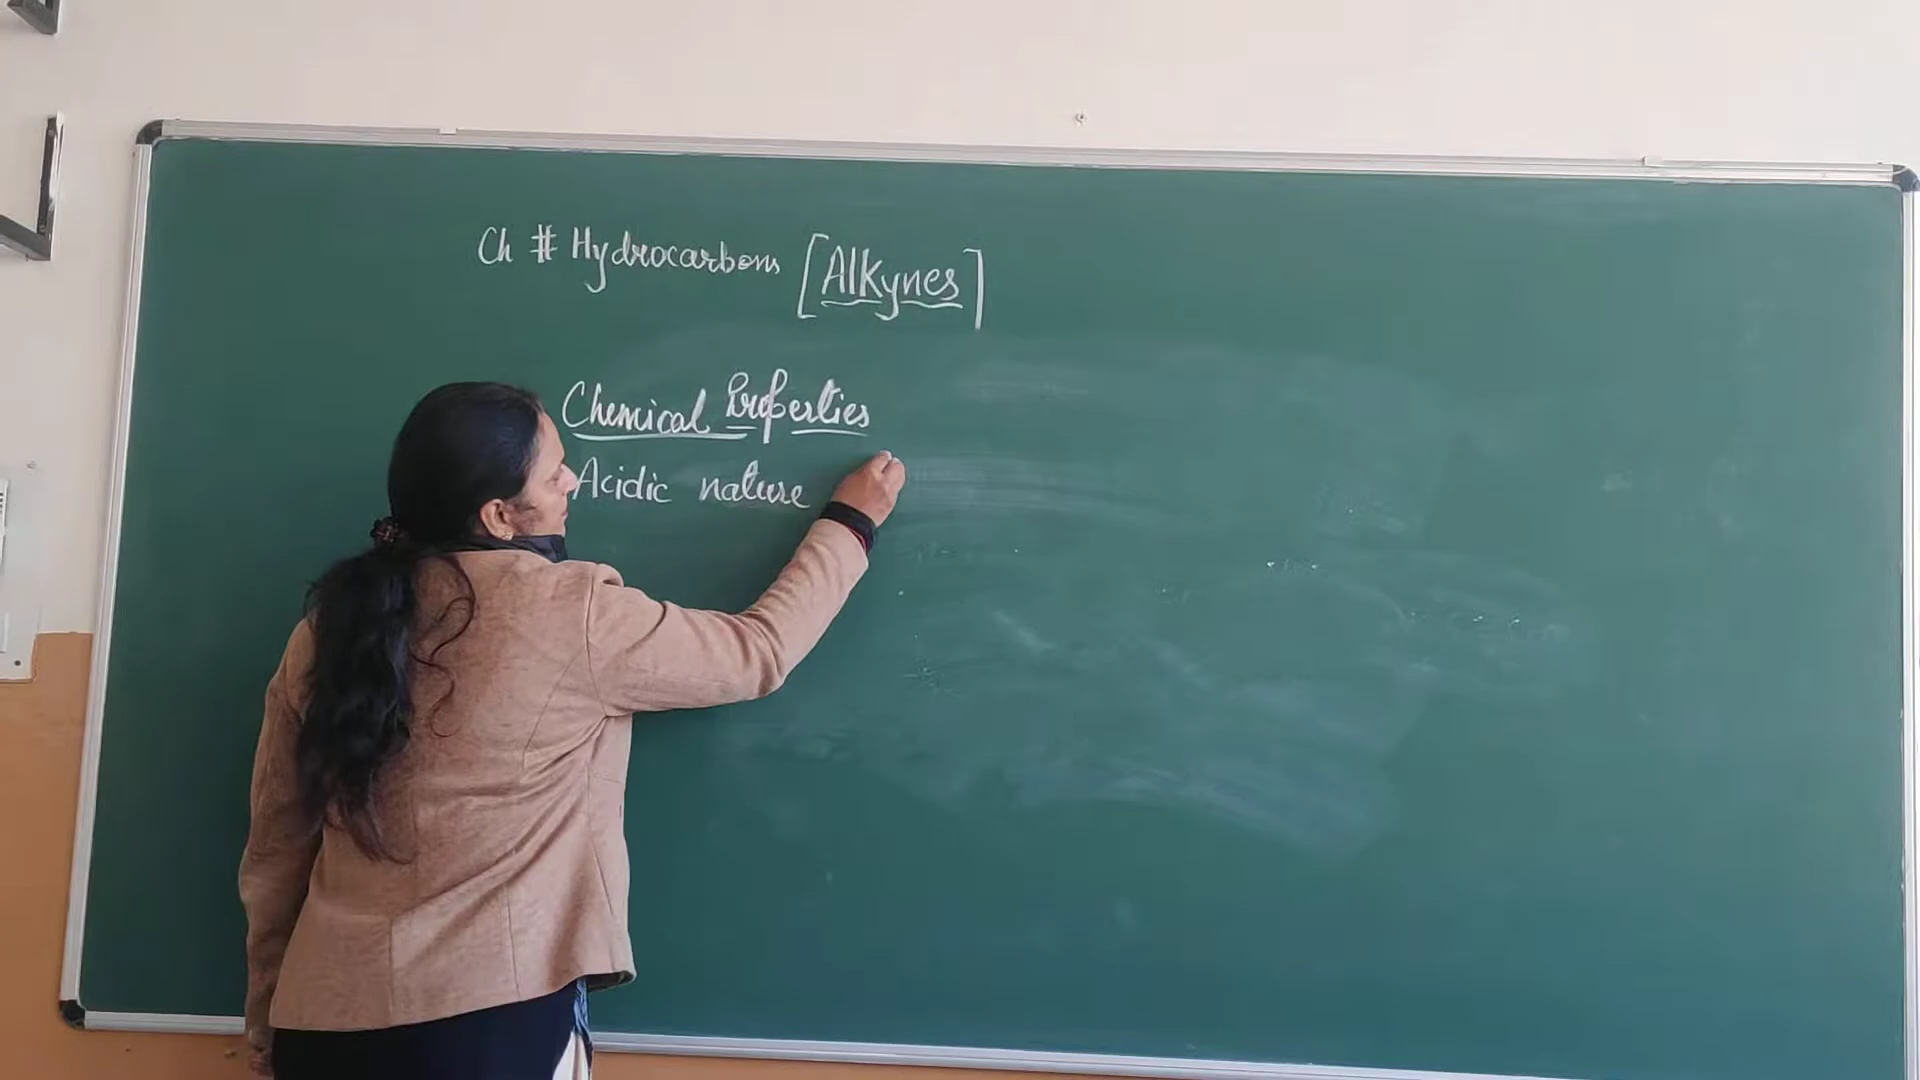 Ch # Hydrocarbons [Alkynes]
Chemical Properties
Acidic nature